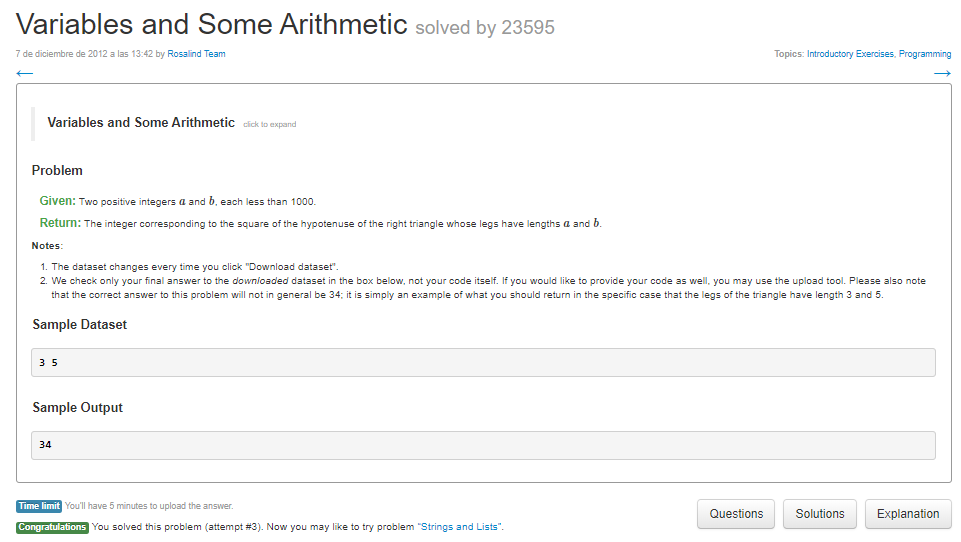 Variables and Some Arithmetic solved by 23595
7 de diciembre de 2012 a las 13:42 by Rosalind Team
Topics: Introductory Exercises, Programming
←
→
Variables and Some Arithmetic click to expand
Problem
Given: Two positive integers a and b, each less than 1000.
Return: The integer corresponding to the square of the hypotenuse of the right triangle whose legs have lengths a and b.
Notes:
1. The dataset changes every time you click "Download dataset".
2. We check only your final answer to the downloaded dataset in the box below, not your code itself. If you would like to provide your code as well, you may use the upload tool. Please also note
that the correct answer to this problem will not in general be 34; it is simply an example of what you should return in the specific case that the legs of the triangle have length 3 and 5.
Sample Dataset
3 5
Sample Output
34
Time limit You'll have 5 minutes to upload the answer.
Congratulations You solved this problem (attempt #3). Now you may like to try problem "Strings and Lists".
Questions
Solutions
Explanation